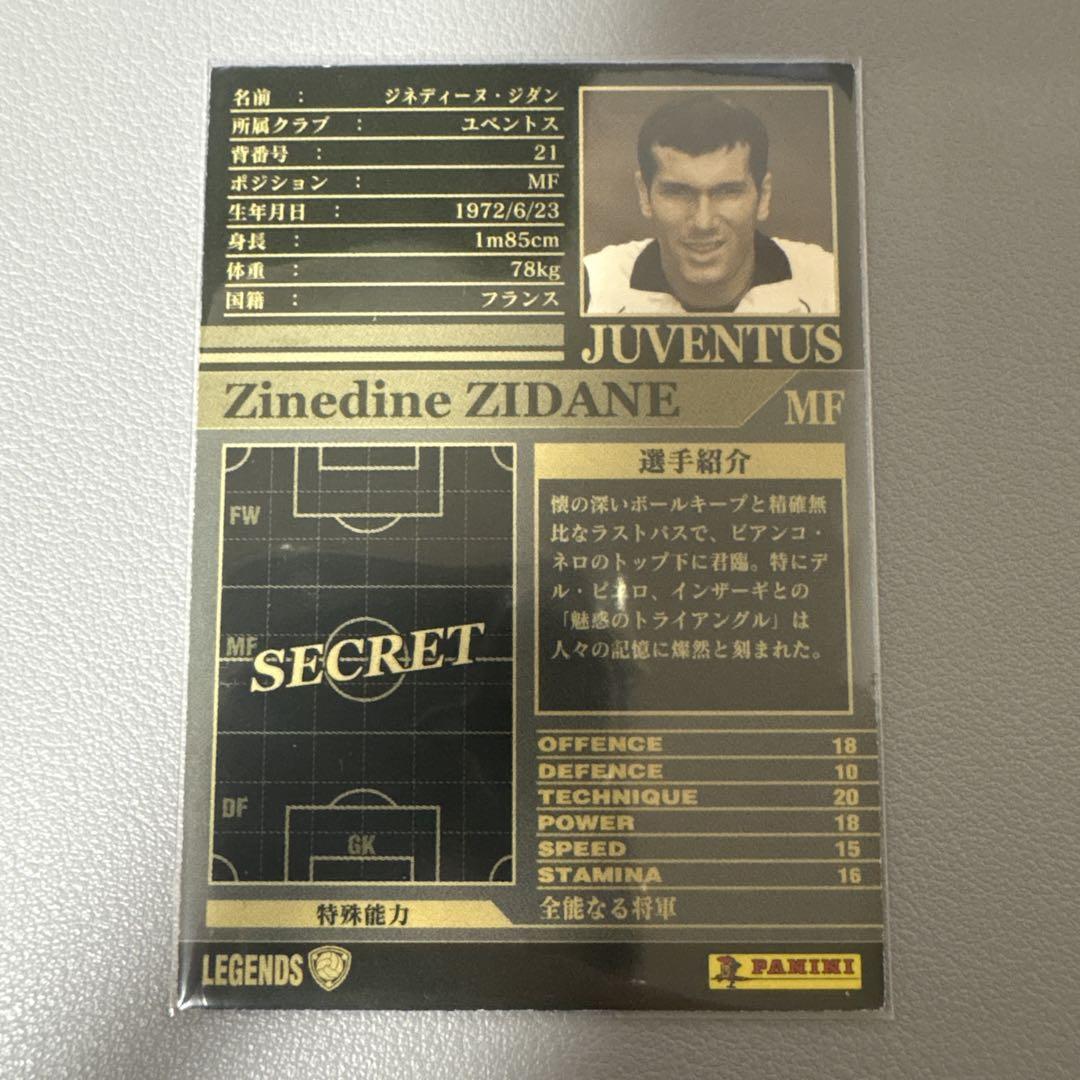 名前 : ジネディーヌ・ジダン
所属クラブ : ユベントス
背番号 : 21
ポジション : MF
生年月日 : 1972/6/23
身長 : 1m85cm
体重 : 78kg
国籍 : フランス
JUVENTUS
Zinedine ZIDANE
MF
FW
MF
SECRET
DF
GK
選手紹介
懐の深いボールキープと精確無
比なラストパスで、ビアンコ・
ネロのトップ下に君臨。特にデ
ル・ピエロ、インザーギとの
「魅惑のトライアングル」は
人々の記憶に燦然と刻まれた。
OFFENCE 18
DEFENCE 10
TECHNIQUE 20
POWER 18
SPEED 15
STAMINA 16
特殊能力 全能なる将軍
LEGENDS
PANINI